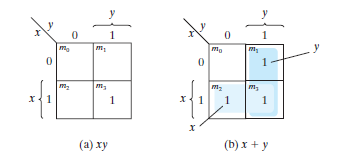 y y
x y 0 1 x y 0 1
m₀ m₁ m₀ m₁ y
0 0 1
m₂ m₃ m₂ m₃
x { 1 1 x { 1 1 1
x
(a) xy (b) x + y